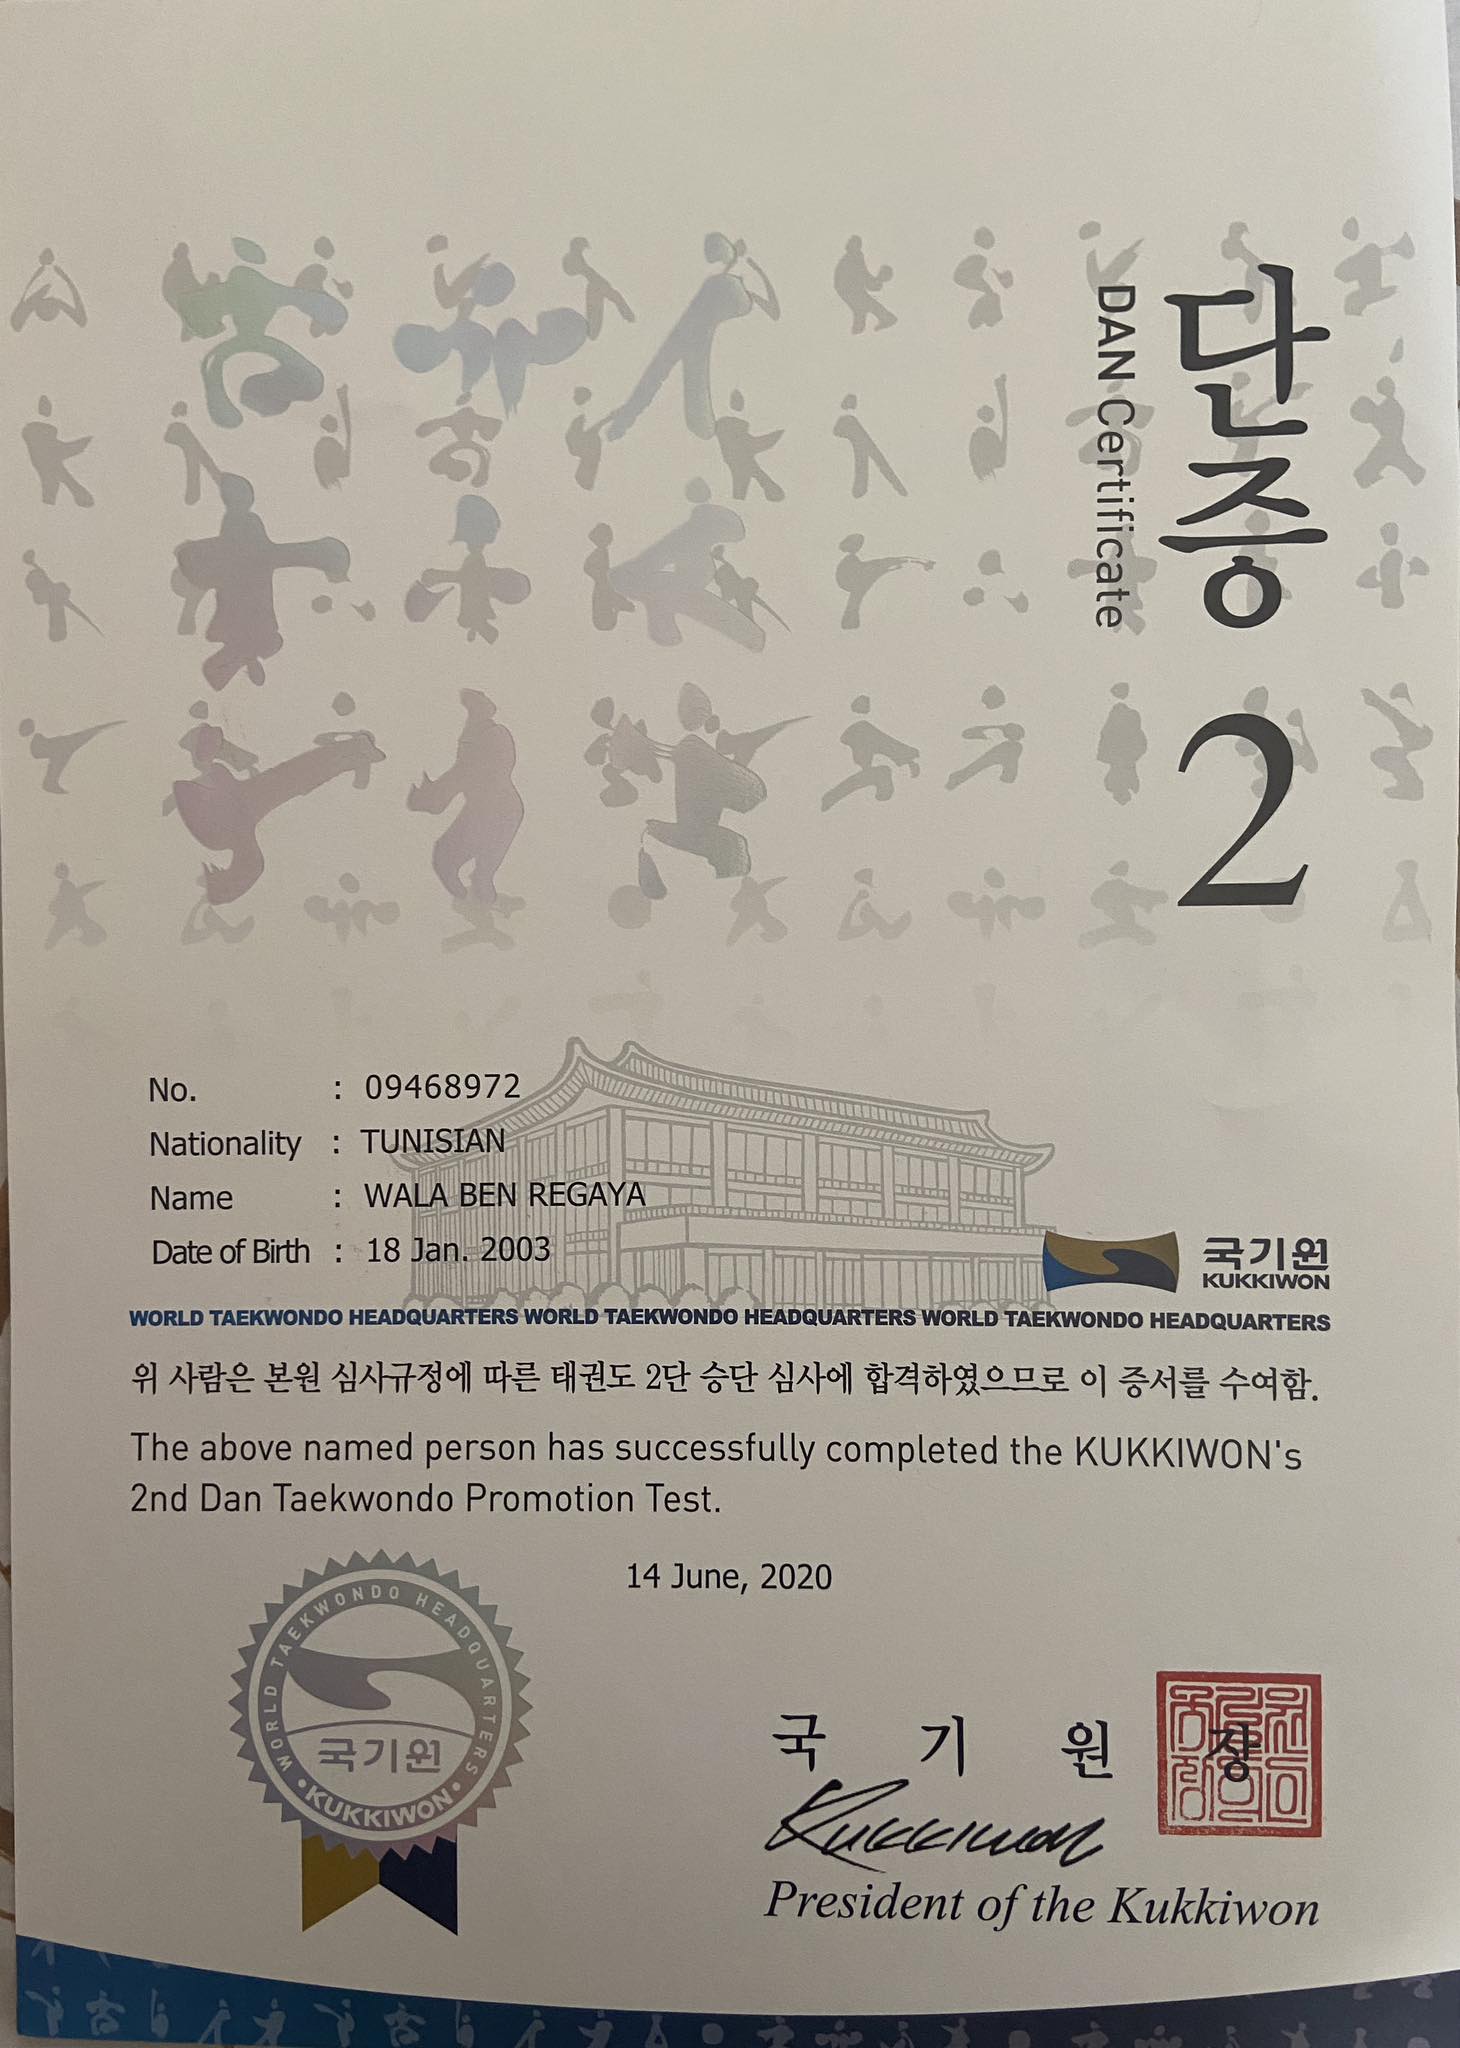 단증 2
DAN Certificate
No. : 09468972
Nationality : TUNISIAN
Name : WALA BEN REGAYA
Date of Birth : 18 Jan. 2003
국기원
KUKKIWON
WORLD TAEKWONDO HEADQUARTERS WORLD TAEKWONDO HEADQUARTERS WORLD TAEKWONDO HEADQUARTERS
위 사람은 본원 심사규정에 따른 태권도 2단 승단 심사에 합격하였으므로 이 증서를 수여함.
The above named person has successfully completed the KUKKIWON's
2nd Dan Taekwondo Promotion Test.
14 June, 2020
WORLD TAEKWONDO HEADQUARTERS
국기원
•KUKKIWON•
국 기 원 장
Kukkiwon
President of the Kukkiwon